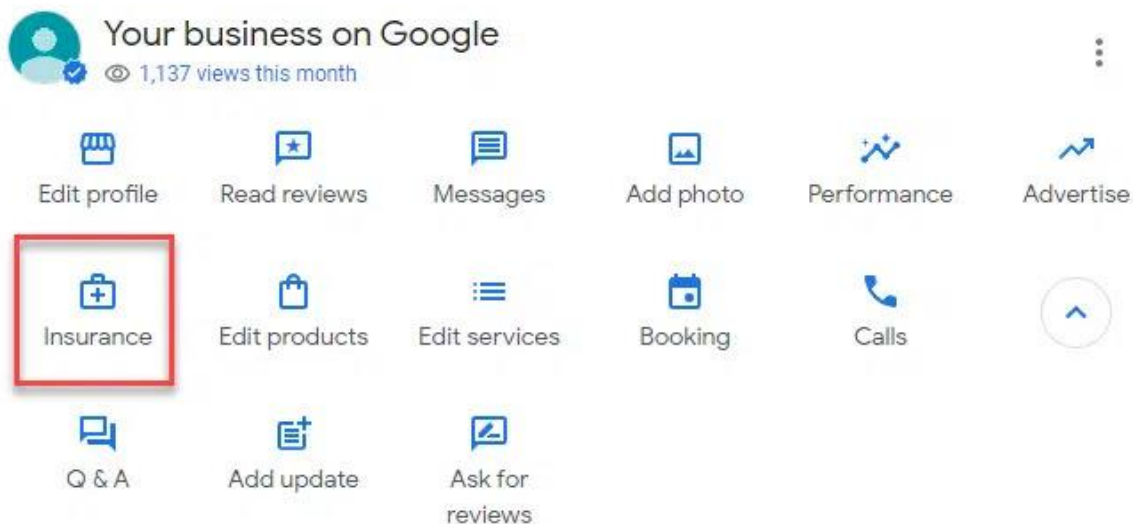 Your business on Google
1,137 views this month
Edit profile
Read reviews
Messages
Add photo
Performance
Advertise
Insurance
Edit products
Edit services
Booking
Calls
Q & A
Add update
Ask for
reviews